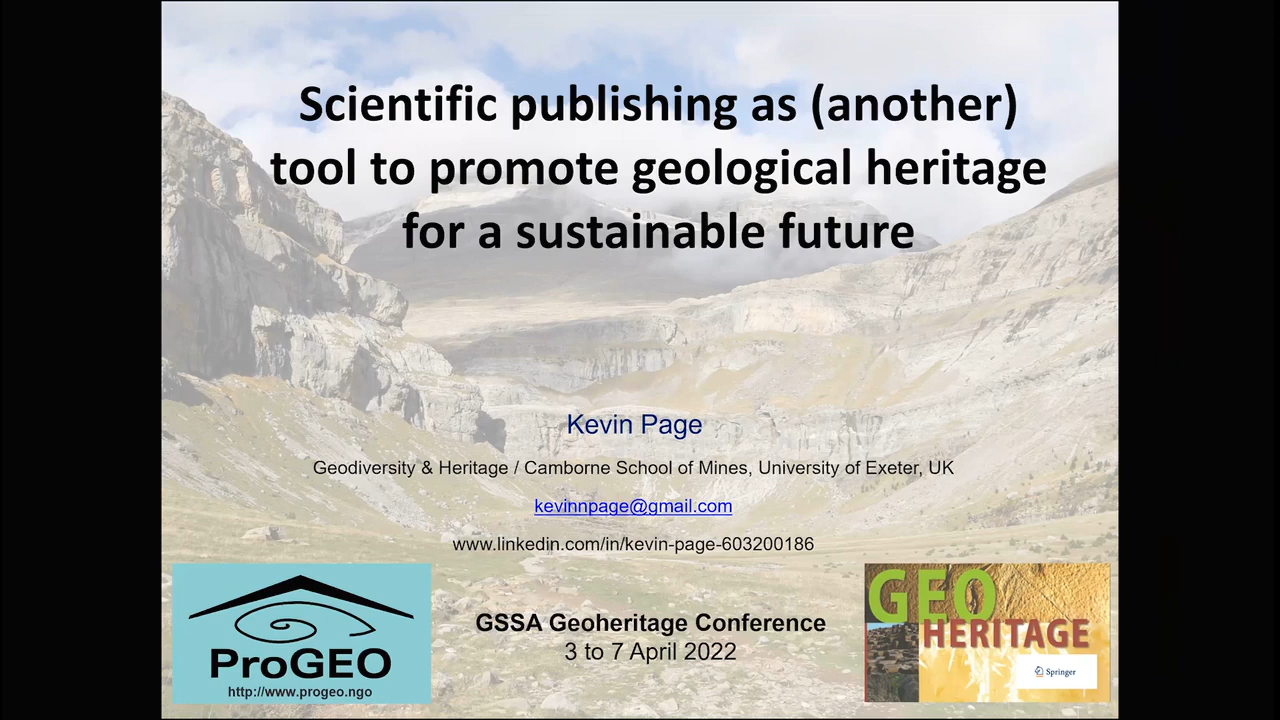 Scientific publishing as (another)
tool to promote geological heritage
for a sustainable future
Kevin Page
Geodiversity & Heritage / Camborne School of Mines, University of Exeter, UK
kevinnpage@gmail.com
www.linkedin.com/in/kevin-page-603200186
ProGEO
http://www.progeo.ngo
GSSA Geoheritage Conference
3 to 7 April 2022
GEO
HERITAGE
Springer